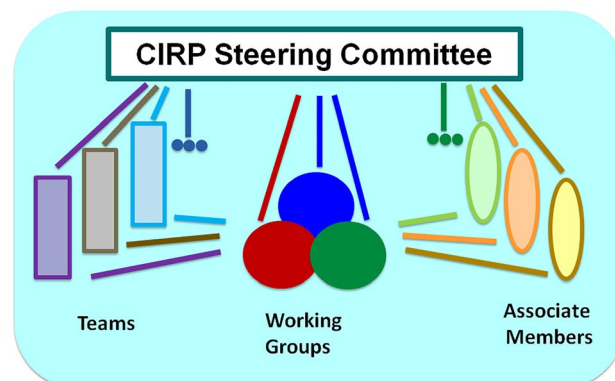 CIRP Steering Committee
Teams
Working
Groups
Associate
Members